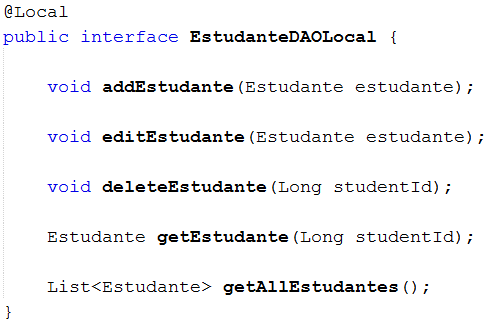 @Local
public interface EstudanteDAOLocal {
void addEstudante(Estudante estudante);
void editEstudante(Estudante estudante);
void deleteEstudante(Long studentId);
Estudante getEstudante(Long studentId);
List<Estudante> getAllEstudantes();
}